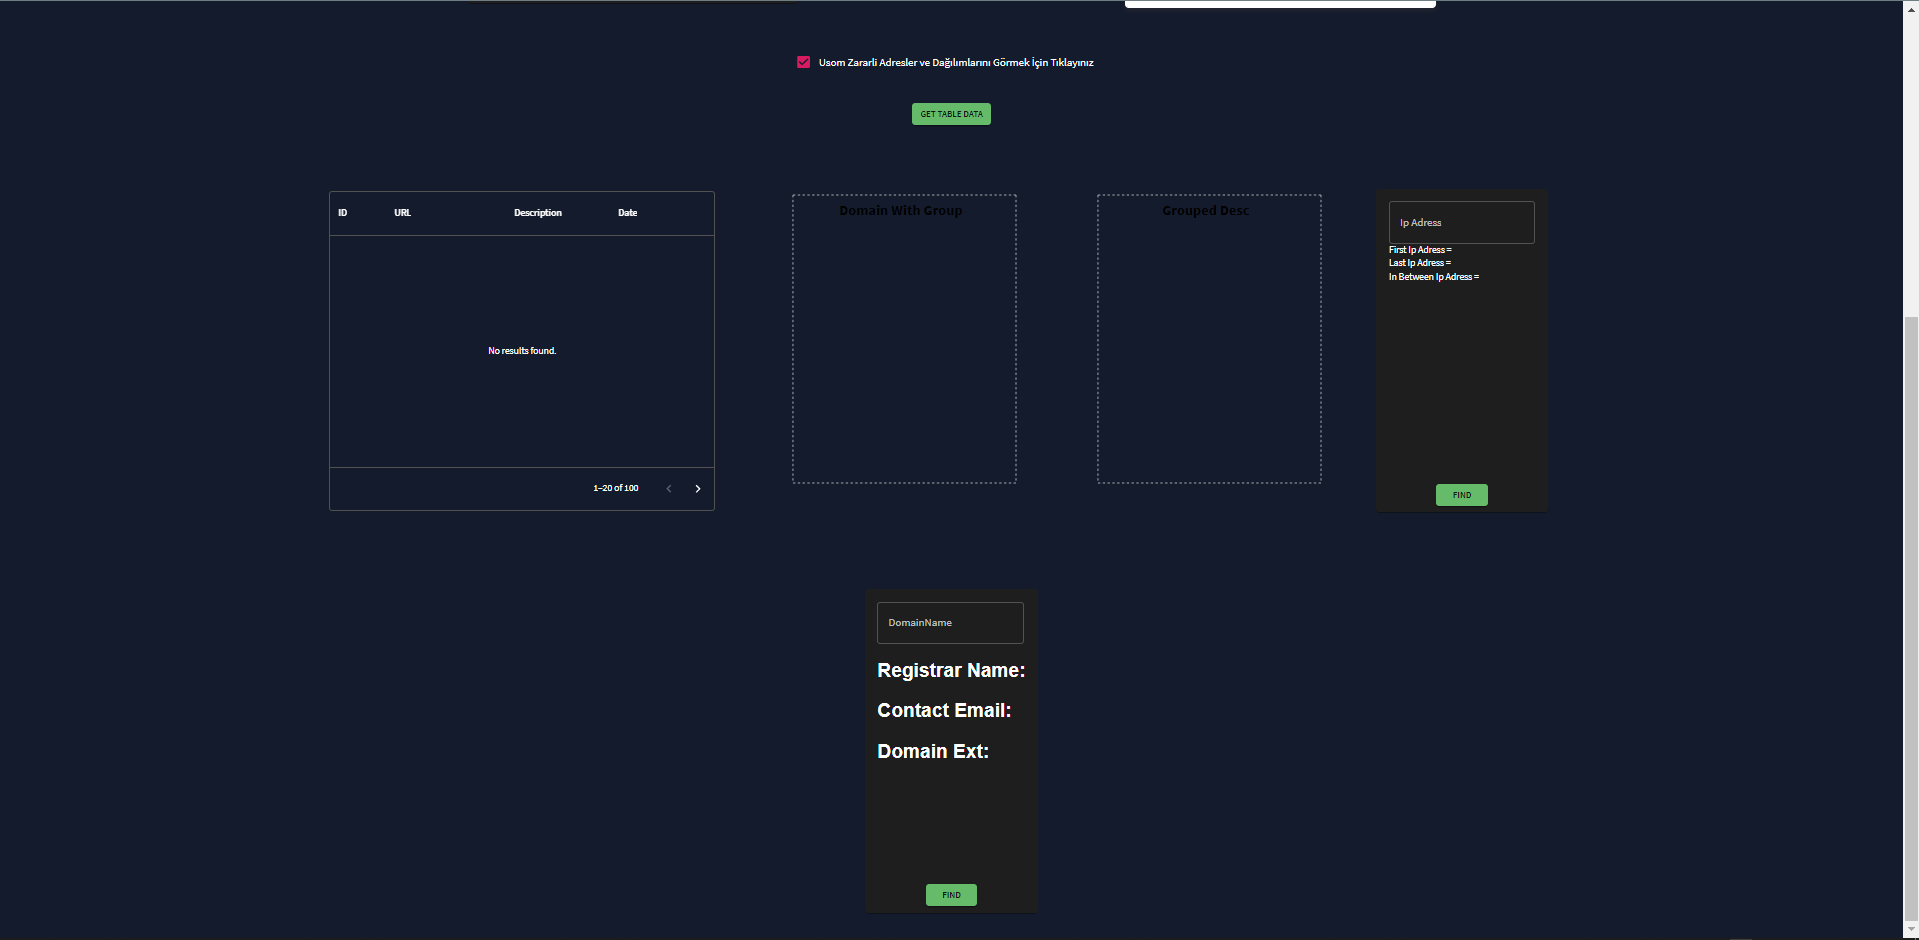 Usom Zararli Adresler ve Dağılımlarını Görmek İçin Tıklayınız
GET TABLE DATA
ID URL Description Date
No results found.
1–20 of 100
Domain With Group
Grouped Desc
Ip Adress
First Ip Adress =
Last Ip Adress =
In Between Ip Adress =
FIND
DomainName
Registrar Name:
Contact Email:
Domain Ext:
FIND